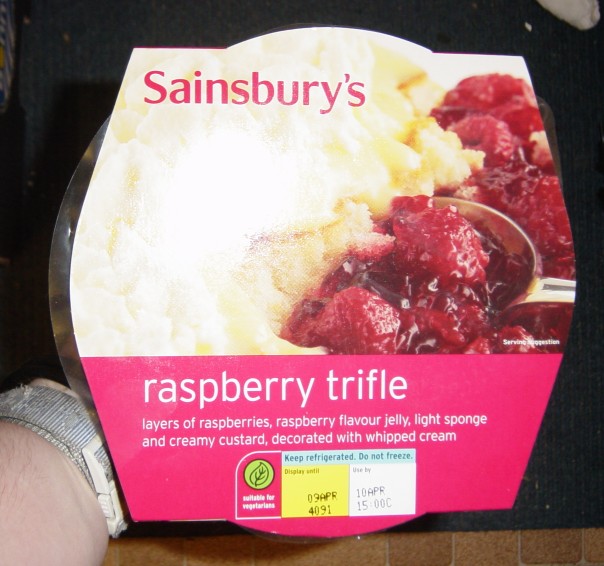 Sainsbury's
Serving suggestion
raspberry trifle
layers of raspberries, raspberry flavour jelly, light sponge
and creamy custard, decorated with whipped cream
Keep refrigerated. Do not freeze.
suitable for
vegetarians
Display until
09APR
4091
Use by
10APR
15:00C